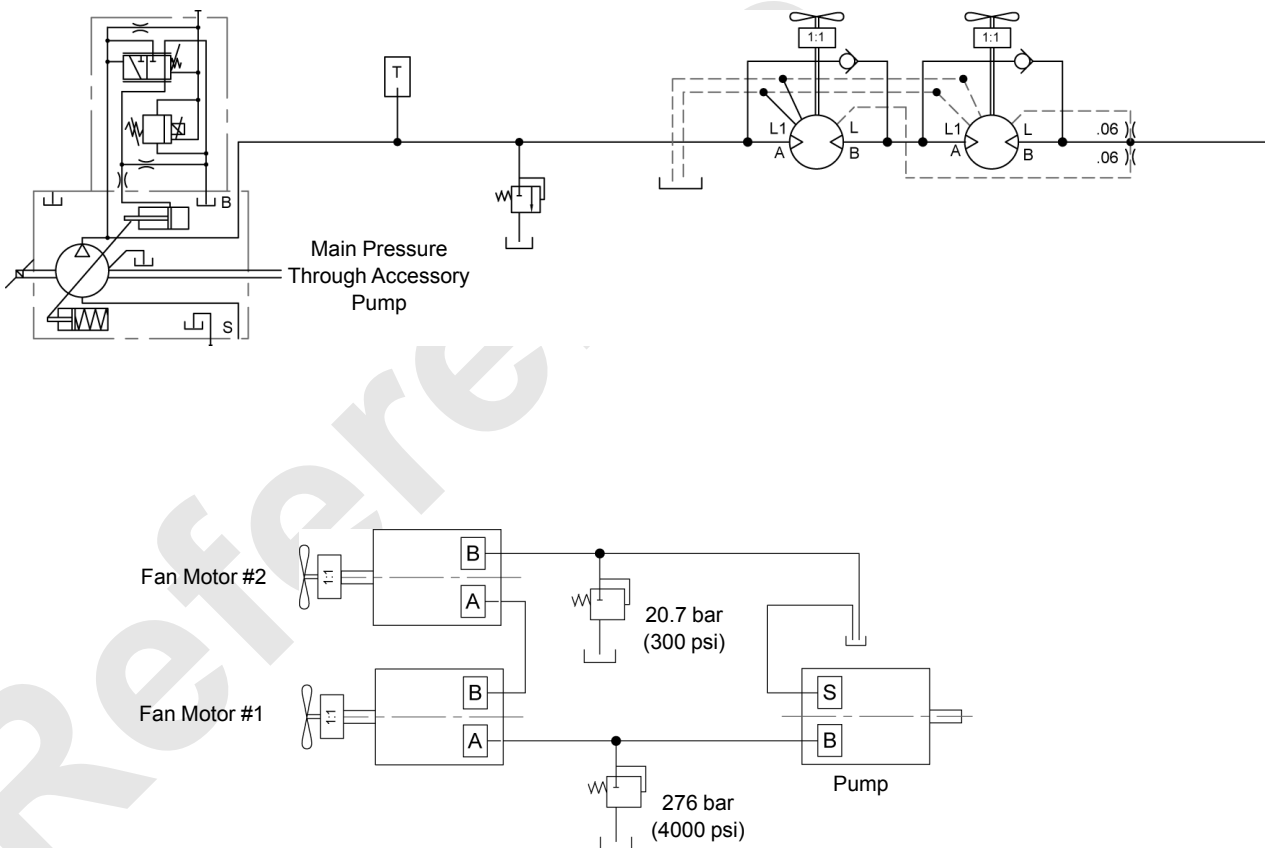 1:1
1:1
T
L1
L
L1
L
.06
A
B
A
B
.06
B
Main Pressure
Through Accessory
Pump
S
B
Fan Motor #2
1:1
A
20.7 bar
(300 psi)
B
S
Fan Motor #1
1:1
A
B
Pump
276 bar
(4000 psi)
Refere